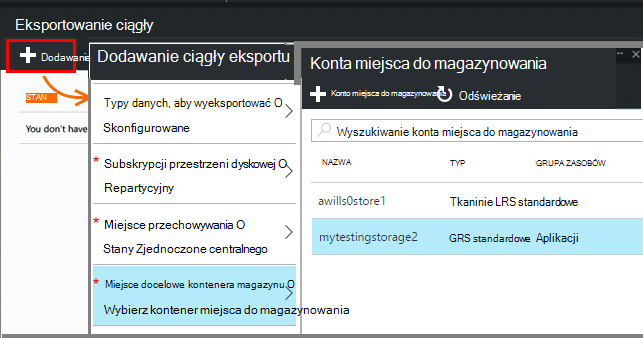 Eksportowanie ciągły
Dodawanie
STAN
You don't have
Dodawanie ciągły eksportu
Typy danych, aby wyeksportować O
Skonfigurowane
* Subskrypcji przestrzeni dyskowej O
Repartycyjny
* Miejsce przechowywania O
Stany Zjednoczone centralnego
* Miejsce docelowe kontenera magazynu O
Wybierz kontener miejsca do magazynowania
Konta miejsca do magazynowania
Konto miejsca do magazynowania
Odświeżanie
Wyszukiwanie konta miejsca do magazynowania
NAZWA TYP GRUPA ZASOBÓW
awills0store1 Tkaninie LRS standardowe
mytestingstorage2 GRS standardowe Aplikacji